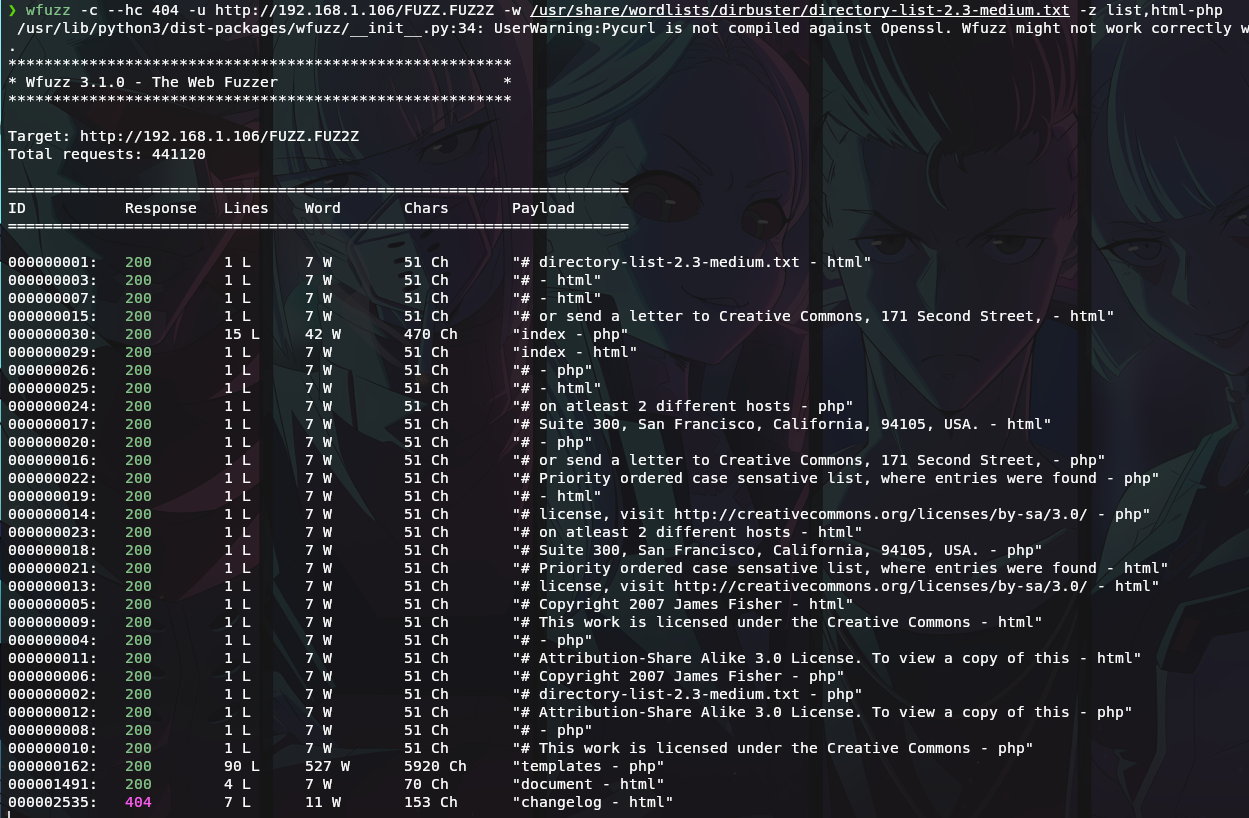 ❯ wfuzz -c --hc 404 -u http://192.168.1.106/FUZZ.FUZ2Z -w /usr/share/wordlists/dirbuster/directory-list-2.3-medium.txt -z list,html-php
/usr/lib/python3/dist-packages/wfuzz/__init__.py:34: UserWarning:Pycurl is not compiled against Openssl. Wfuzz might not work correctly w
.
********************************************************
* Wfuzz 3.1.0 - The Web Fuzzer                         *
********************************************************
Target: http://192.168.1.106/FUZZ.FUZ2Z
Total requests: 441120
=====================================================================
ID           Response   Lines    Word       Chars       Payload
=====================================================================
000000001:   200        1 L      7 W        51 Ch       "# directory-list-2.3-medium.txt - html"
000000003:   200        1 L      7 W        51 Ch       "# - html"
000000007:   200        1 L      7 W        51 Ch       "# - html"
000000015:   200        1 L      7 W        51 Ch       "# or send a letter to Creative Commons, 171 Second Street, - html"
000000030:   200        15 L     42 W       470 Ch      "index - php"
000000029:   200        1 L      7 W        51 Ch       "index - html"
000000026:   200        1 L      7 W        51 Ch       "# - php"
000000025:   200        1 L      7 W        51 Ch       "# - html"
000000024:   200        1 L      7 W        51 Ch       "# on atleast 2 different hosts - php"
000000017:   200        1 L      7 W        51 Ch       "# Suite 300, San Francisco, California, 94105, USA. - html"
000000020:   200        1 L      7 W        51 Ch       "# - php"
000000016:   200        1 L      7 W        51 Ch       "# or send a letter to Creative Commons, 171 Second Street, - php"
000000022:   200        1 L      7 W        51 Ch       "# Priority ordered case sensative list, where entries were found - php"
000000019:   200        1 L      7 W        51 Ch       "# - html"
000000014:   200        1 L      7 W        51 Ch       "# license, visit http://creativecommons.org/licenses/by-sa/3.0/ - php"
000000023:   200        1 L      7 W        51 Ch       "# on atleast 2 different hosts - html"
000000018:   200        1 L      7 W        51 Ch       "# Suite 300, San Francisco, California, 94105, USA. - php"
000000021:   200        1 L      7 W        51 Ch       "# Priority ordered case sensative list, where entries were found - html"
000000013:   200        1 L      7 W        51 Ch       "# license, visit http://creativecommons.org/licenses/by-sa/3.0/ - html"
000000005:   200        1 L      7 W        51 Ch       "# Copyright 2007 James Fisher - html"
000000009:   200        1 L      7 W        51 Ch       "# This work is licensed under the Creative Commons - html"
000000004:   200        1 L      7 W        51 Ch       "# - php"
000000011:   200        1 L      7 W        51 Ch       "# Attribution-Share Alike 3.0 License. To view a copy of this - html"
000000006:   200        1 L      7 W        51 Ch       "# Copyright 2007 James Fisher - php"
000000002:   200        1 L      7 W        51 Ch       "# directory-list-2.3-medium.txt - php"
000000012:   200        1 L      7 W        51 Ch       "# Attribution-Share Alike 3.0 License. To view a copy of this - php"
000000008:   200        1 L      7 W        51 Ch       "# - php"
000000010:   200        1 L      7 W        51 Ch       "# This work is licensed under the Creative Commons - php"
000000162:   200        90 L     527 W      5920 Ch     "templates - php"
000001491:   200        4 L      7 W        70 Ch       "document - html"
000002535:   404        7 L      11 W       153 Ch      "changelog - html"